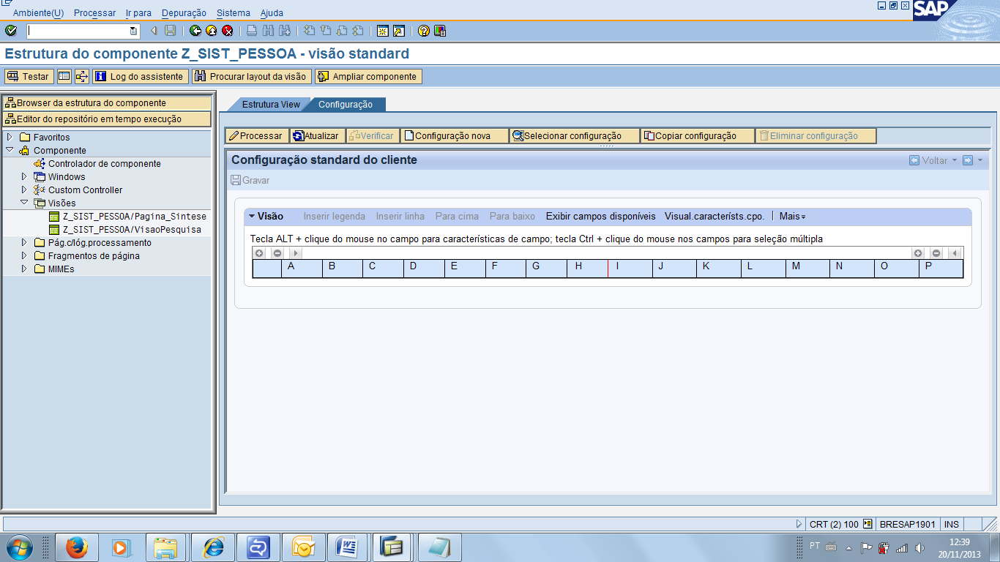 Ambiente(U) Processar Ir para Depuração Sistema Ajuda
SAP
Estrutura do componente Z_SIST_PESSOA - visão standard
Testar Log do assistente Procurar layout da visão Ampliar componente
Browser da estrutura do componente
Editor do repositório em tempo execução
Favoritos
Componente
Controlador de componente
Windows
Custom Controller
Visões
Z_SIST_PESSOA/Pagina_Sintese
Z_SIST_PESSOA/VisaoPesquisa
Pág.c/lóg.processamento
Fragmentos de página
MIMEs
Estrutura View Configuração
Processar Atualizar Verificar Configuração nova Selecionar configuração Copiar configuração Eliminar configuração
Configuração standard do cliente Voltar
Gravar
Visão Inserir legenda Inserir linha Para cima Para baixo Exibir campos disponíveis Visual.característs.cpo. Mais
Tecla ALT + clique do mouse no campo para características de campo; tecla Ctrl + clique do mouse nos campos para seleção múltipla
A B C D E F G H I J K L M N O P
CRT (2) 100 BRESAP1901 INS
PT 12:39
20/11/2013